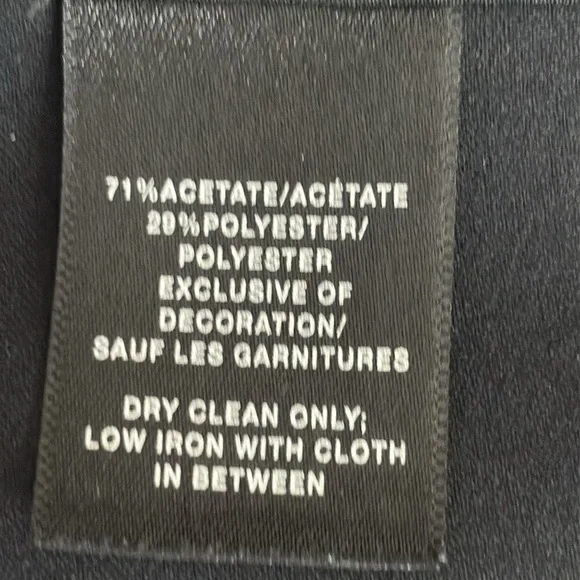 71%ACETATE/ACÉTATE
29%POLYESTER/
POLYESTER
EXCLUSIVE OF
DECORATION/
SAUF LES GARNITURES
DRY CLEAN ONLY;
LOW IRON WITH CLOTH
IN BETWEEN